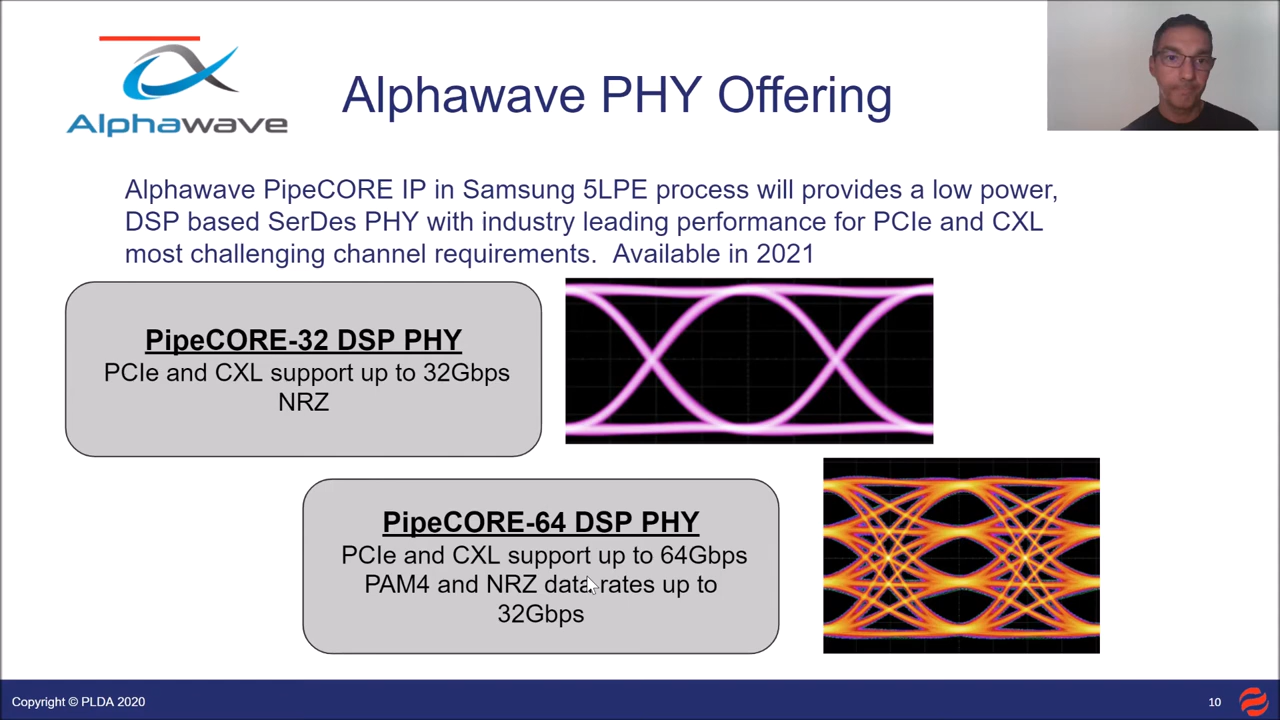 Alphawave
Alphawave PHY Offering
Alphawave PipeCORE IP in Samsung 5LPE process will provides a low power,
DSP based SerDes PHY with industry leading performance for PCIe and CXL
most challenging channel requirements.  Available in 2021
PipeCORE-32 DSP PHY
PCIe and CXL support up to 32Gbps
NRZ
PipeCORE-64 DSP PHY
PCIe and CXL support up to 64Gbps
PAM4 and NRZ data rates up to
32Gbps
Copyright © PLDA 2020
10